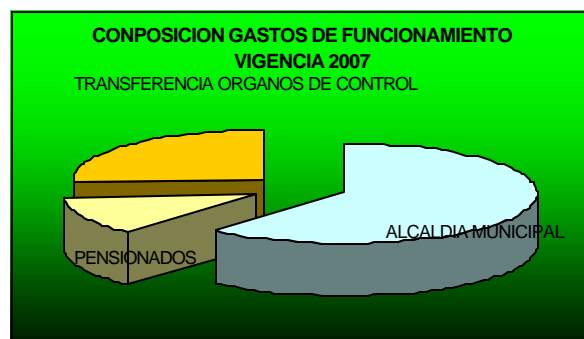 CONPOSICION GASTOS DE FUNCIONAMIENTO
VIGENCIA 2007
TRANSFERENCIA ORGANOS DE CONTROL
ALCALDIA MUNICIPAL
PENSIONADOS